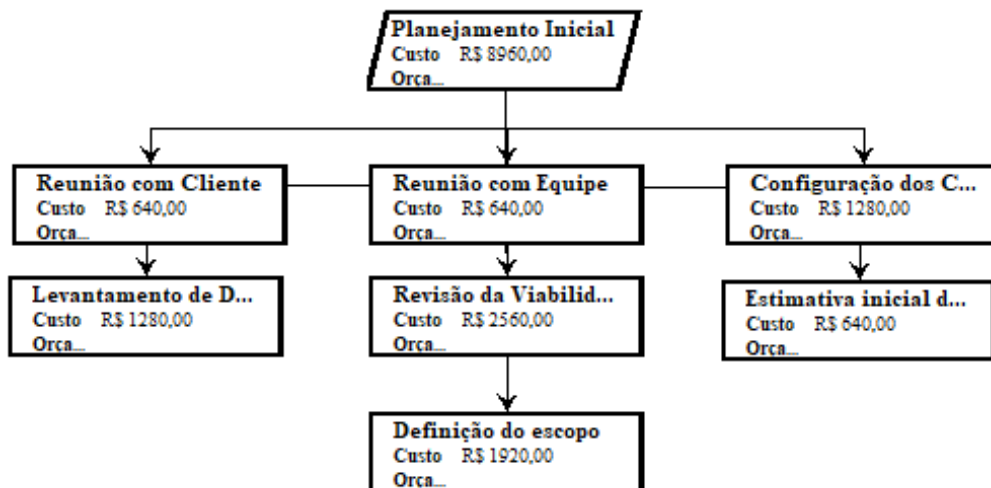 Planejamento Inicial
Custo R$ 8960,00
Orça...
Reunião com Cliente
Custo R$ 640,00
Orça...
Reunião com Equipe
Custo R$ 640,00
Orça...
Configuração dos C...
Custo R$ 1280,00
Orça...
Levantamento de D...
Custo R$ 1280,00
Orça...
Revisão da Viabilid...
Custo R$ 2560,00
Orça...
Estimativa inicial d...
Custo R$ 640,00
Orça...
Definição do escopo
Custo R$ 1920,00
Orça...